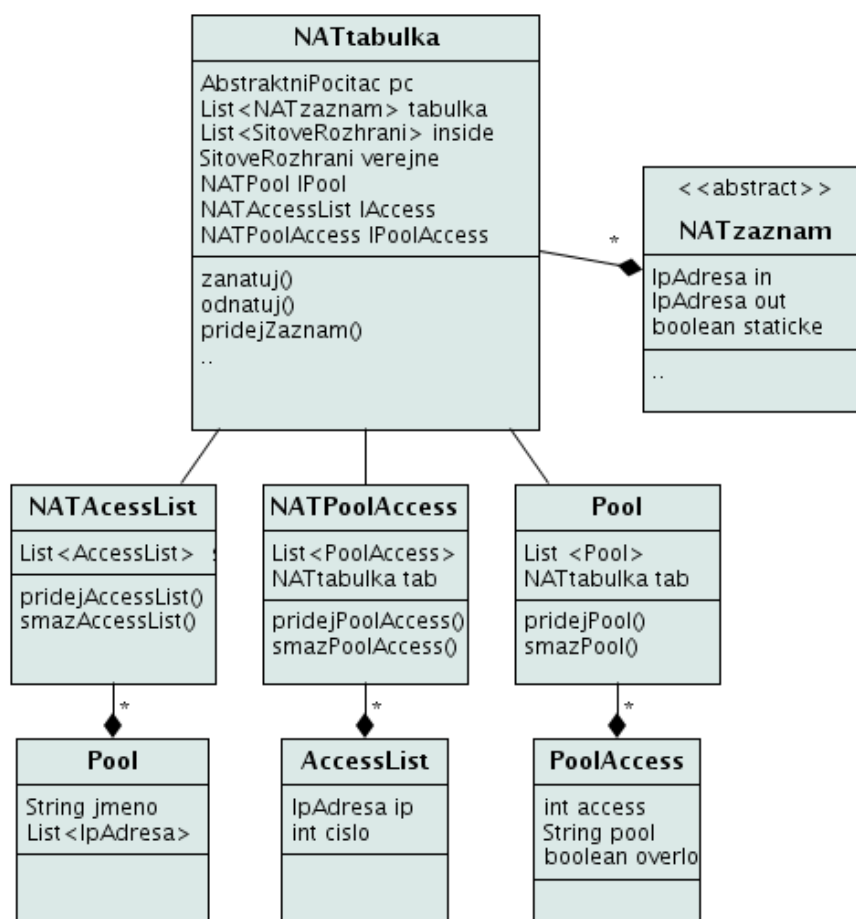 NATtabulka
AbstraktniPocitac pc
List<NATzaznam> tabulka
List<SitoveRozhrani> inside
SitoveRozhrani verejne
NATPool lPool
NATAccessList lAccess
NATPoolAccess lPoolAccess
zanatuj()
odnatuj()
pridejZaznam()
..
*
<<abstract>>
NATzaznam
IpAdresa in
IpAdresa out
boolean staticke
..
NATAcessList
List<AccessList>
pridejAccessList()
smazAccessList()
NATPoolAccess
List<PoolAccess>
NATtabulka tab
pridejPoolAccess()
smazPoolAccess()
Pool
List <Pool>
NATtabulka tab
pridejPool()
smazPool()
*
*
*
Pool
String jmeno
List<IpAdresa>
AccessList
IpAdresa ip
int cislo
PoolAccess
int access
String pool
boolean overlo